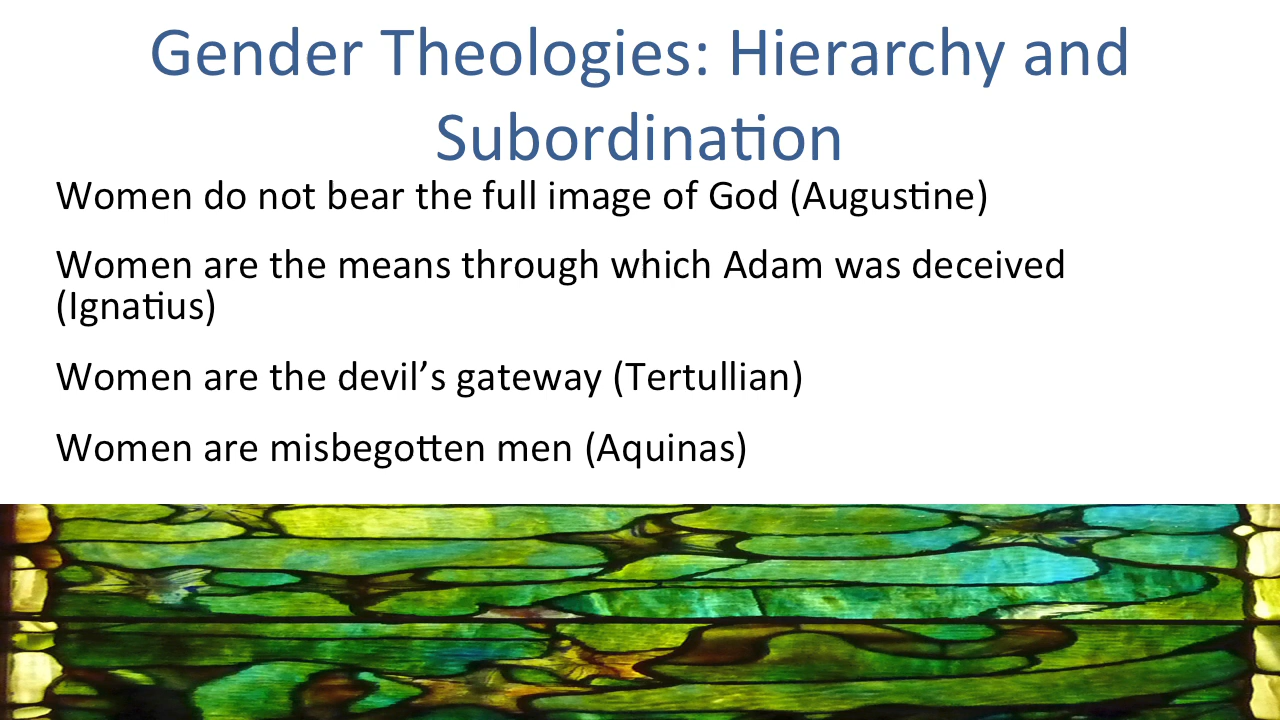 Gender Theologies: Hierarchy and
Subordination
Women do not bear the full image of God (Augustine)
Women are the means through which Adam was deceived
(Ignatius)
Women are the devil’s gateway (Tertullian)
Women are misbegotten men (Aquinas)